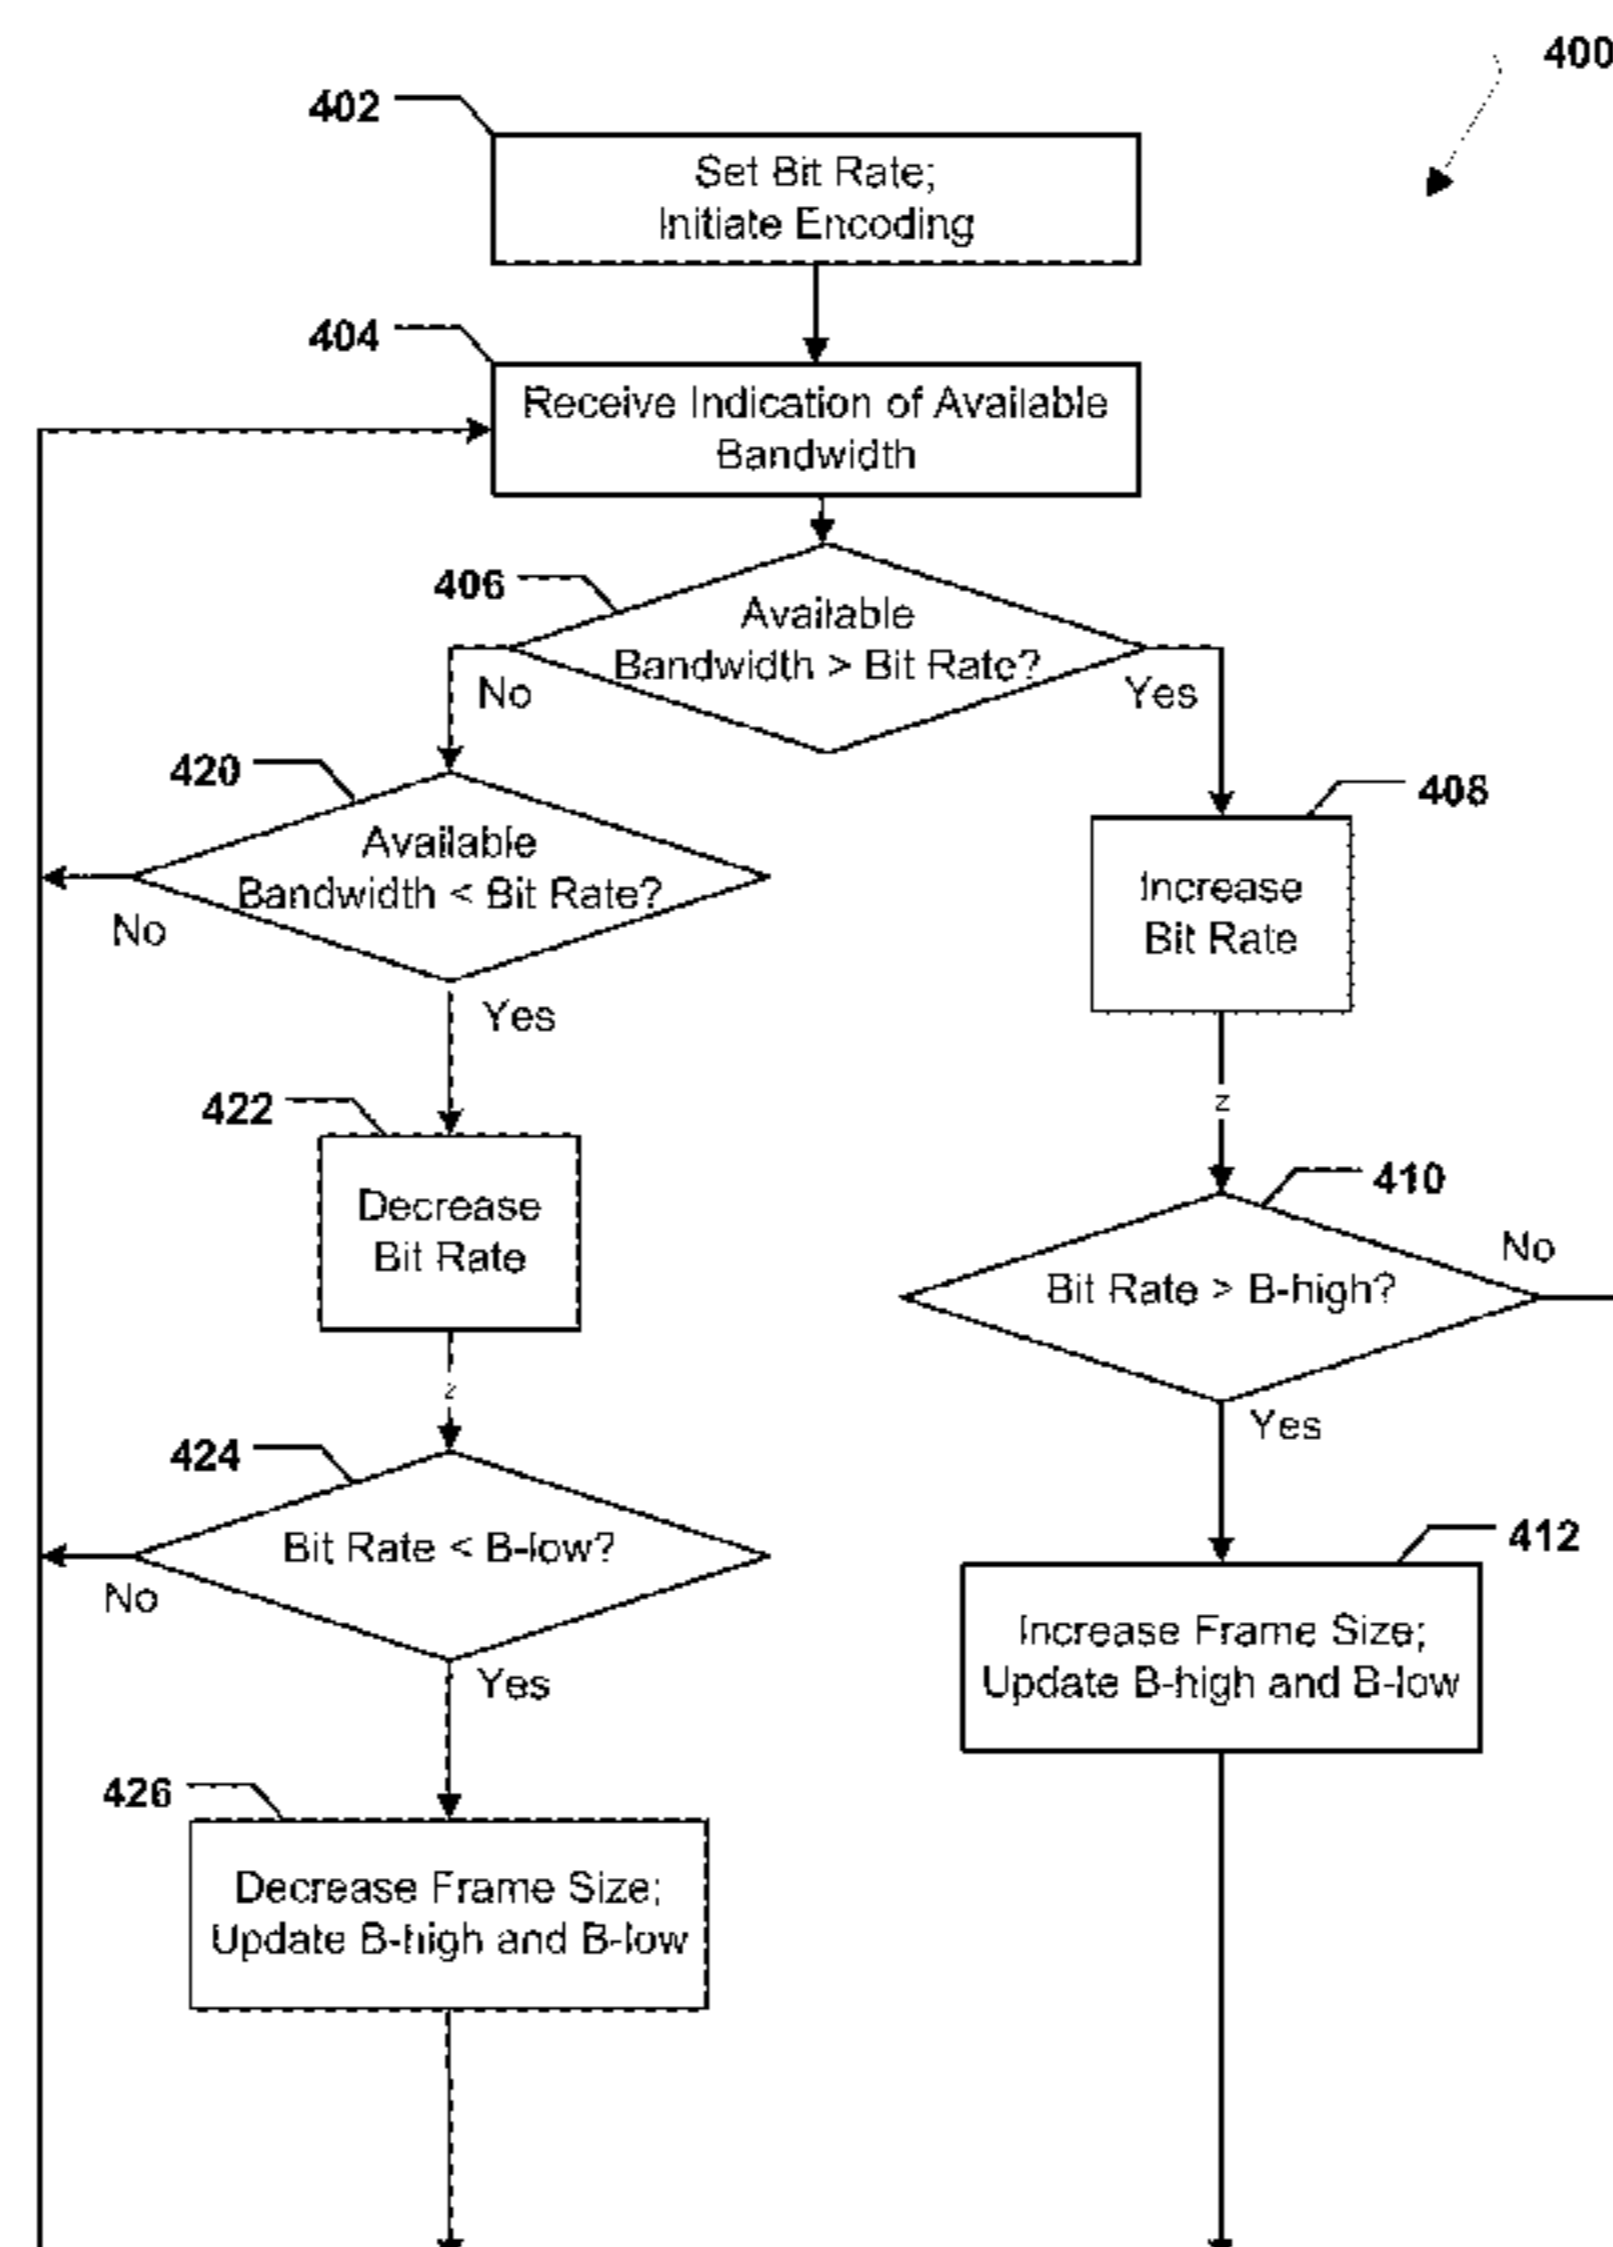 400
402
Set Bit Rate;
Initiate Encoding
404
Receive Indication of Available
Bandwidth
406
Available
Bandwidth > Bit Rate?
No
Yes
420
Available
Bandwidth < Bit Rate?
No
Yes
408
Increase
Bit Rate
z
422
Decrease
Bit Rate
z
410
Bit Rate > B-high?
No
Yes
424
Bit Rate < B-low?
No
Yes
412
Increase Frame Size;
Update B-high and B-low
426
Decrease Frame Size;
Update B-high and B-low